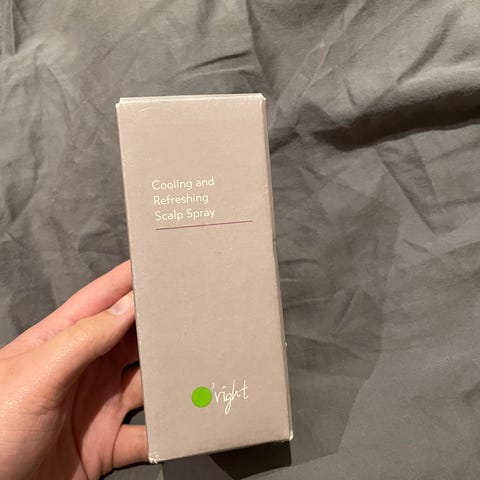 Cooling and
Refreshing
Scalp Spray
O'right